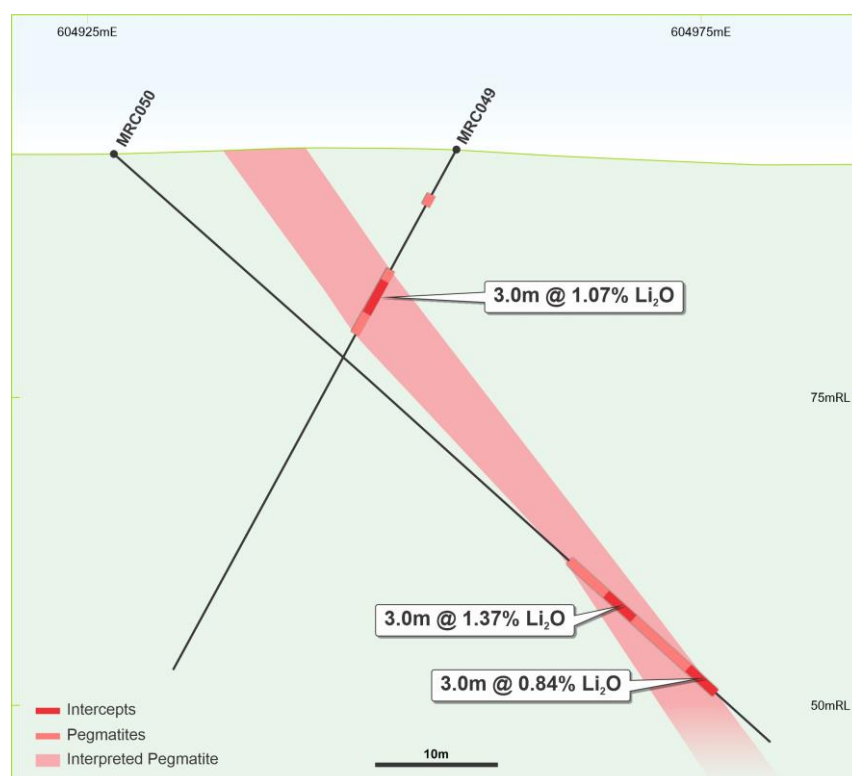 604925mE
604975mE
MRC050
MRC049
3.0m @ 1.07% Li₂O
75mRL
3.0m @ 1.37% Li₂O
3.0m @ 0.84% Li₂O
50mRL
Intercepts
Pegmatites
Interpreted Pegmatite
10m